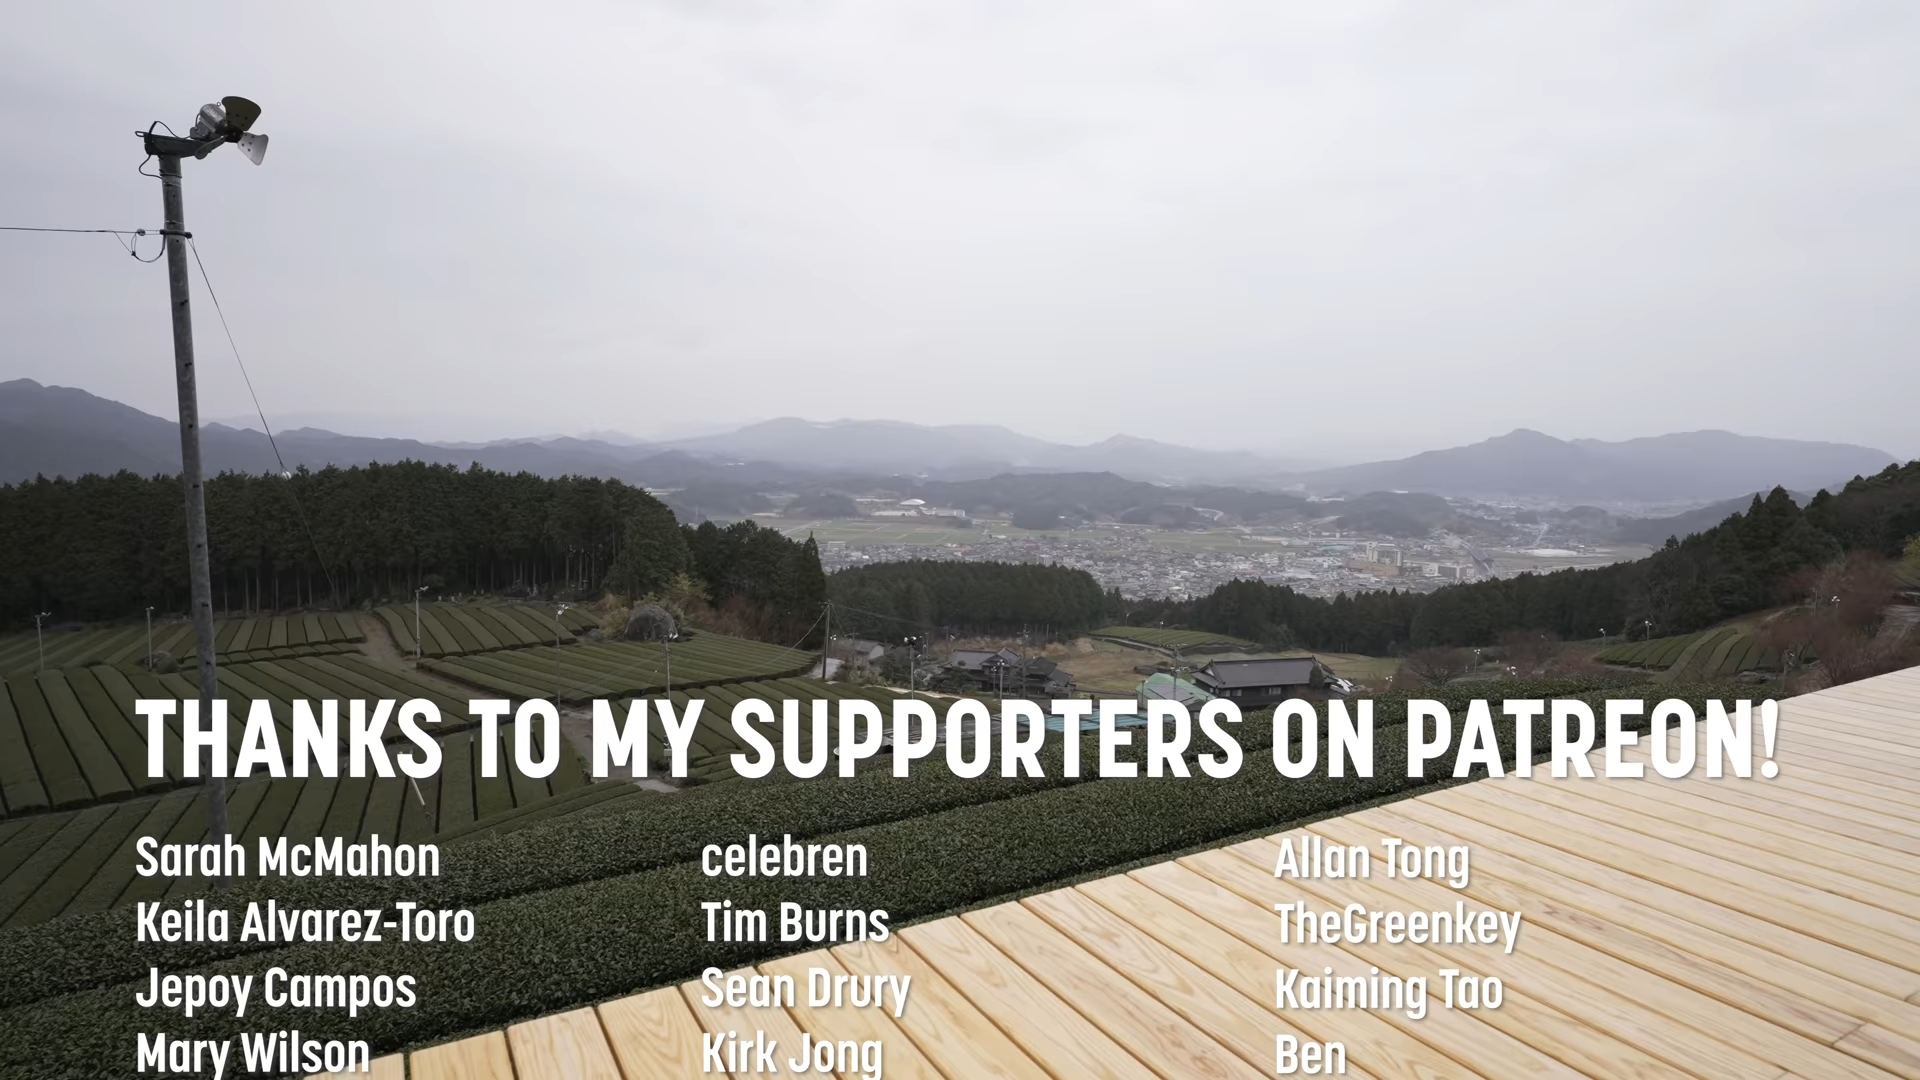 THANKS TO MY SUPPORTERS ON PATREON!
Sarah McMahon
Keila Alvarez-Toro
Jepoy Campos
Mary Wilson
celebren
Tim Burns
Sean Drury
Kirk Jong
Allan Tong
TheGreenkey
Kaiming Tao
Ben